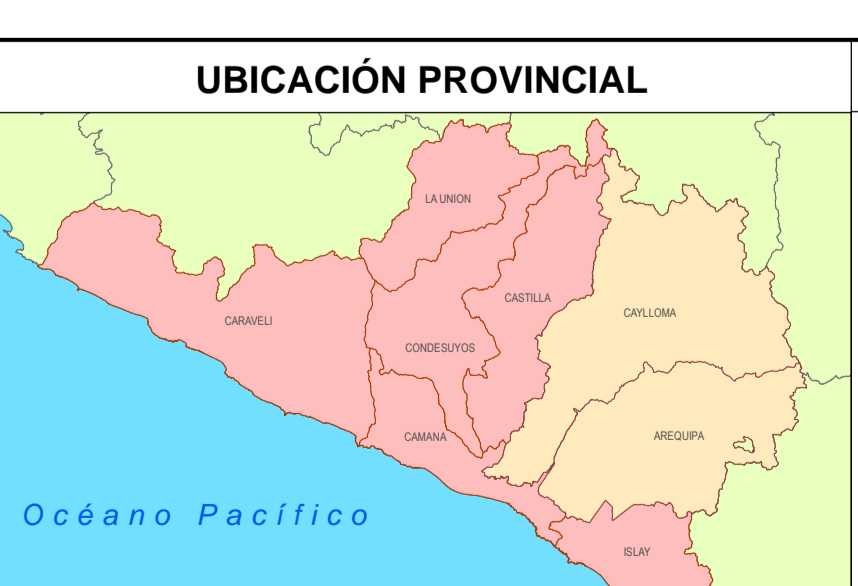 UBICACIÓN PROVINCIAL
LA UNION
CASTILLA
CAYLLOMA
CARAVELI
CONDESUYOS
CAMANA
AREQUIPA
Océano Pacífico
ISLAY